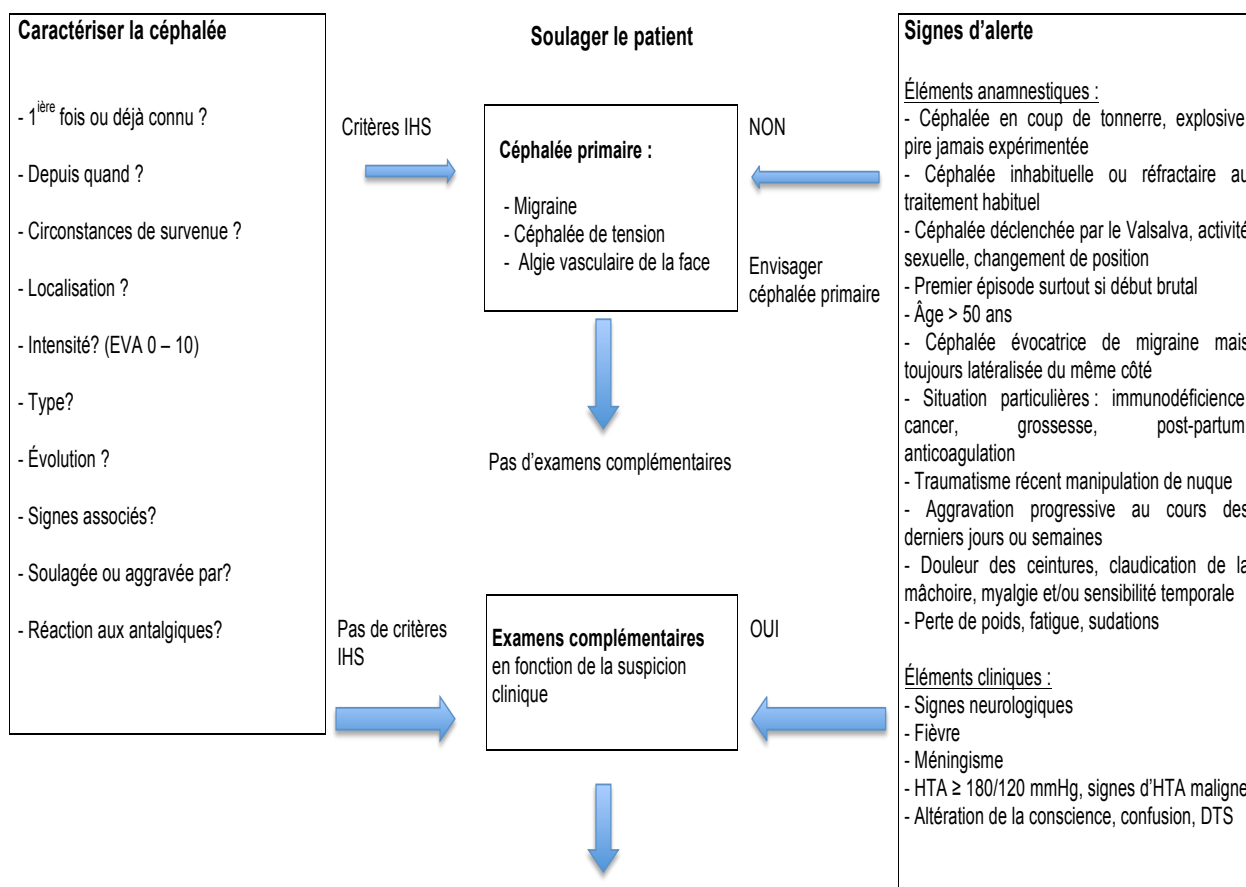 Caractériser la céphalée
- 1ière fois ou déjà connu ?
- Depuis quand ?
- Circonstances de survenue ?
- Localisation ?
- Intensité? (EVA 0 – 10)
- Type?
- Évolution ?
- Signes associés?
- Soulagée ou aggravée par?
- Réaction aux antalgiques?
Critères IHS
Pas de critères
IHS
Soulager le patient
Céphalée primaire :
- Migraine
- Céphalée de tension
- Algie vasculaire de la face
Pas d’examens complémentaires
Examens complémentaires
en fonction de la suspicion
clinique
NON
Envisager
céphalée primaire
OUI
Signes d’alerte
Éléments anamnestiques :
- Céphalée en coup de tonnerre, explosive
pire jamais expérimentée
- Céphalée inhabituelle ou réfractaire au
traitement habituel
- Céphalée déclenchée par le Valsalva, activité
sexuelle, changement de position
- Premier épisode surtout si début brutal
- Âge > 50 ans
- Céphalée évocatrice de migraine mais
toujours latéralisée du même côté
- Situation particulières : immunodéficience
cancer, grossesse, post-partum
anticoagulation
- Traumatisme récent manipulation de nuque
- Aggravation progressive au cours des
derniers jours ou semaines
- Douleur des ceintures, claudication de la
mâchoire, myalgie et/ou sensibilité temporale
- Perte de poids, fatigue, sudations
Éléments cliniques :
- Signes neurologiques
- Fièvre
- Méningisme
- HTA ≥ 180/120 mmHg, signes d’HTA maligne
- Altération de la conscience, confusion, DTS